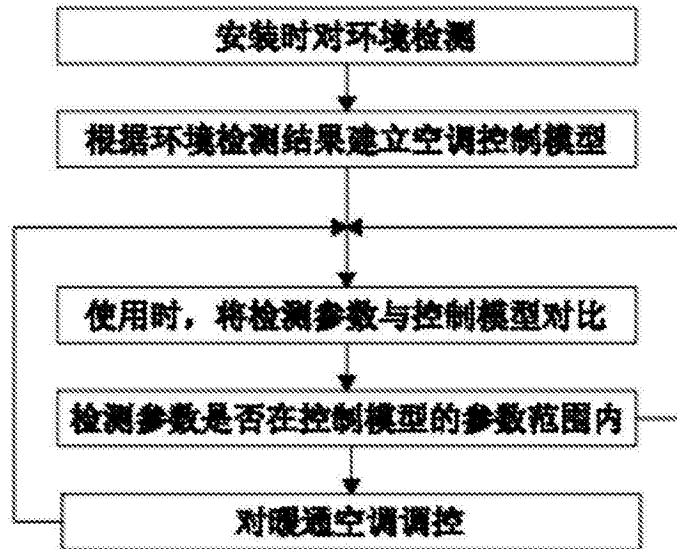 安装时对环境检测
根据环境检测结果建立空调控制模型
使用时，将检测参数与控制模型对比
检测参数是否在控制模型的参数范围内
对暖通空调调控